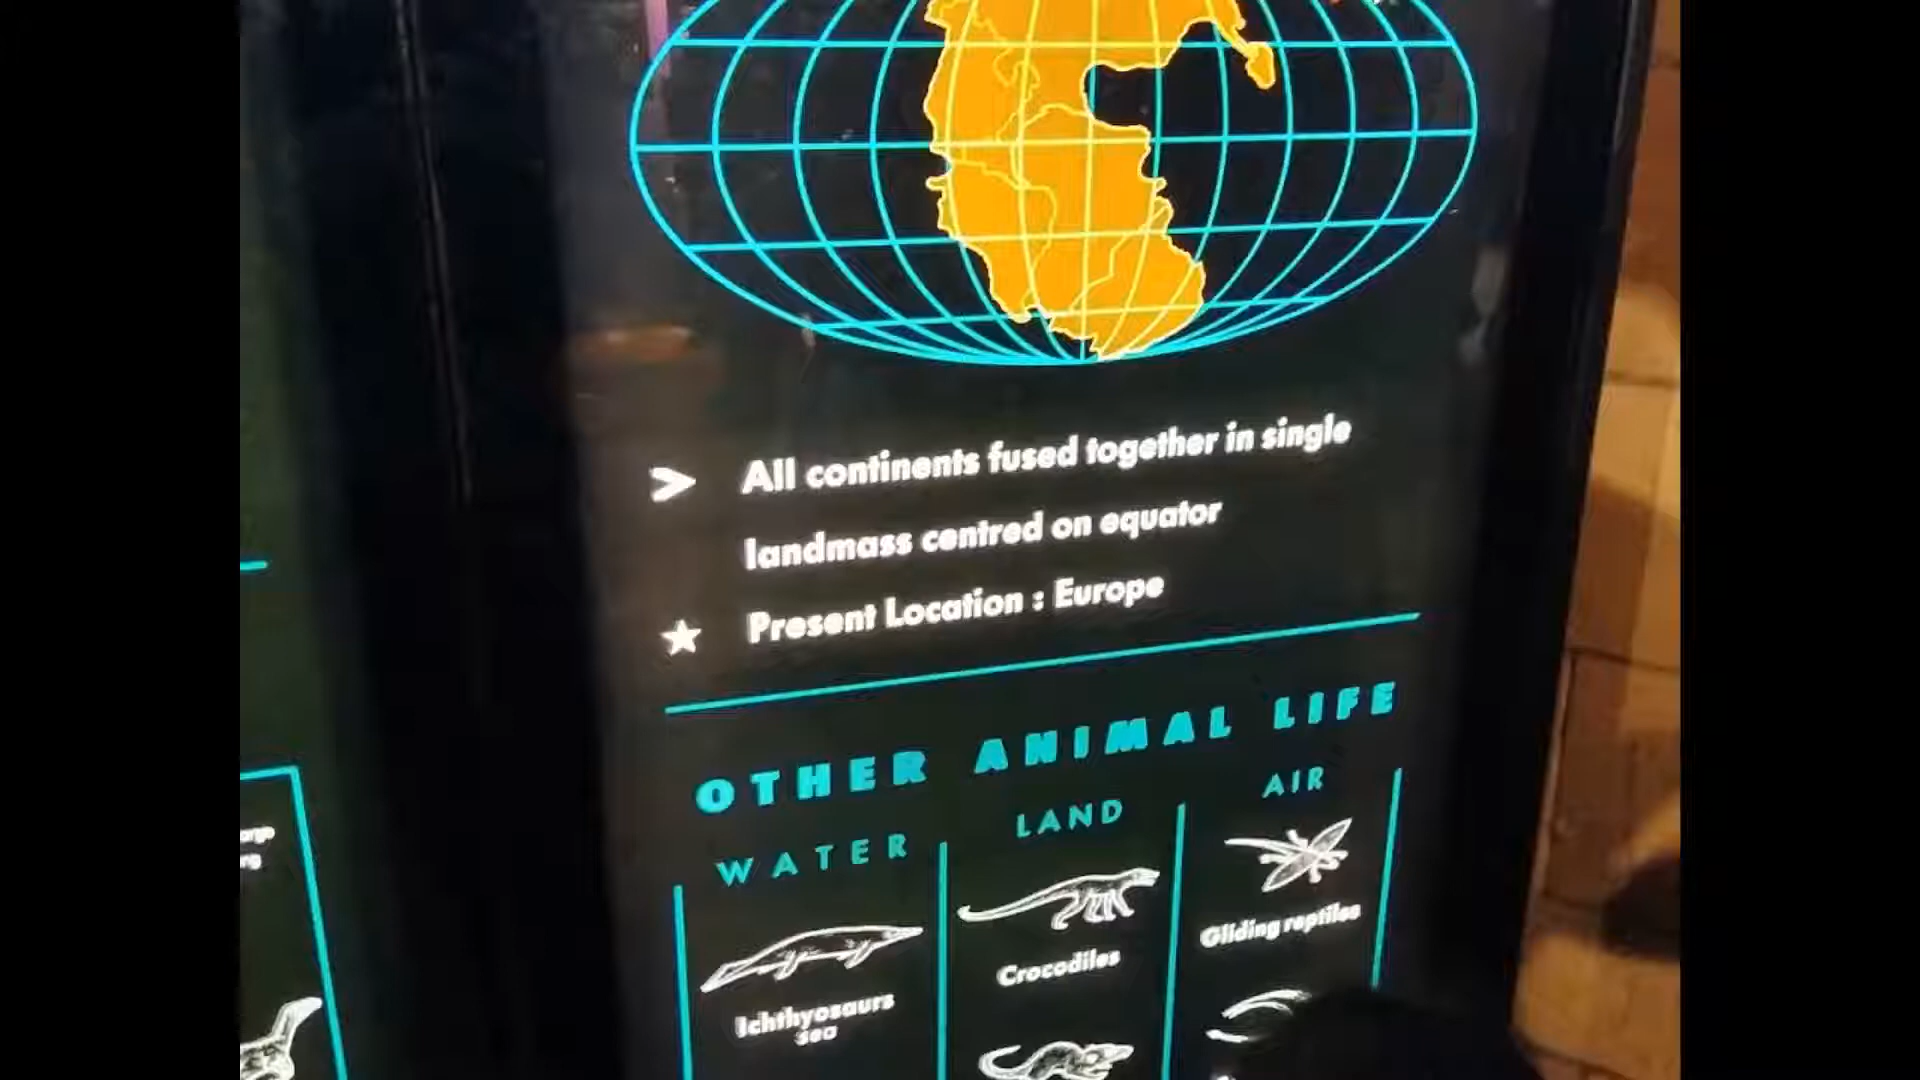 > All continents fused together in single
landmass centred on equator
★ Present Location : Europe
OTHER ANIMAL LIFE
WATER LAND AIR
Gliding reptiles
Crocodiles
Ichthyosaurs
sea